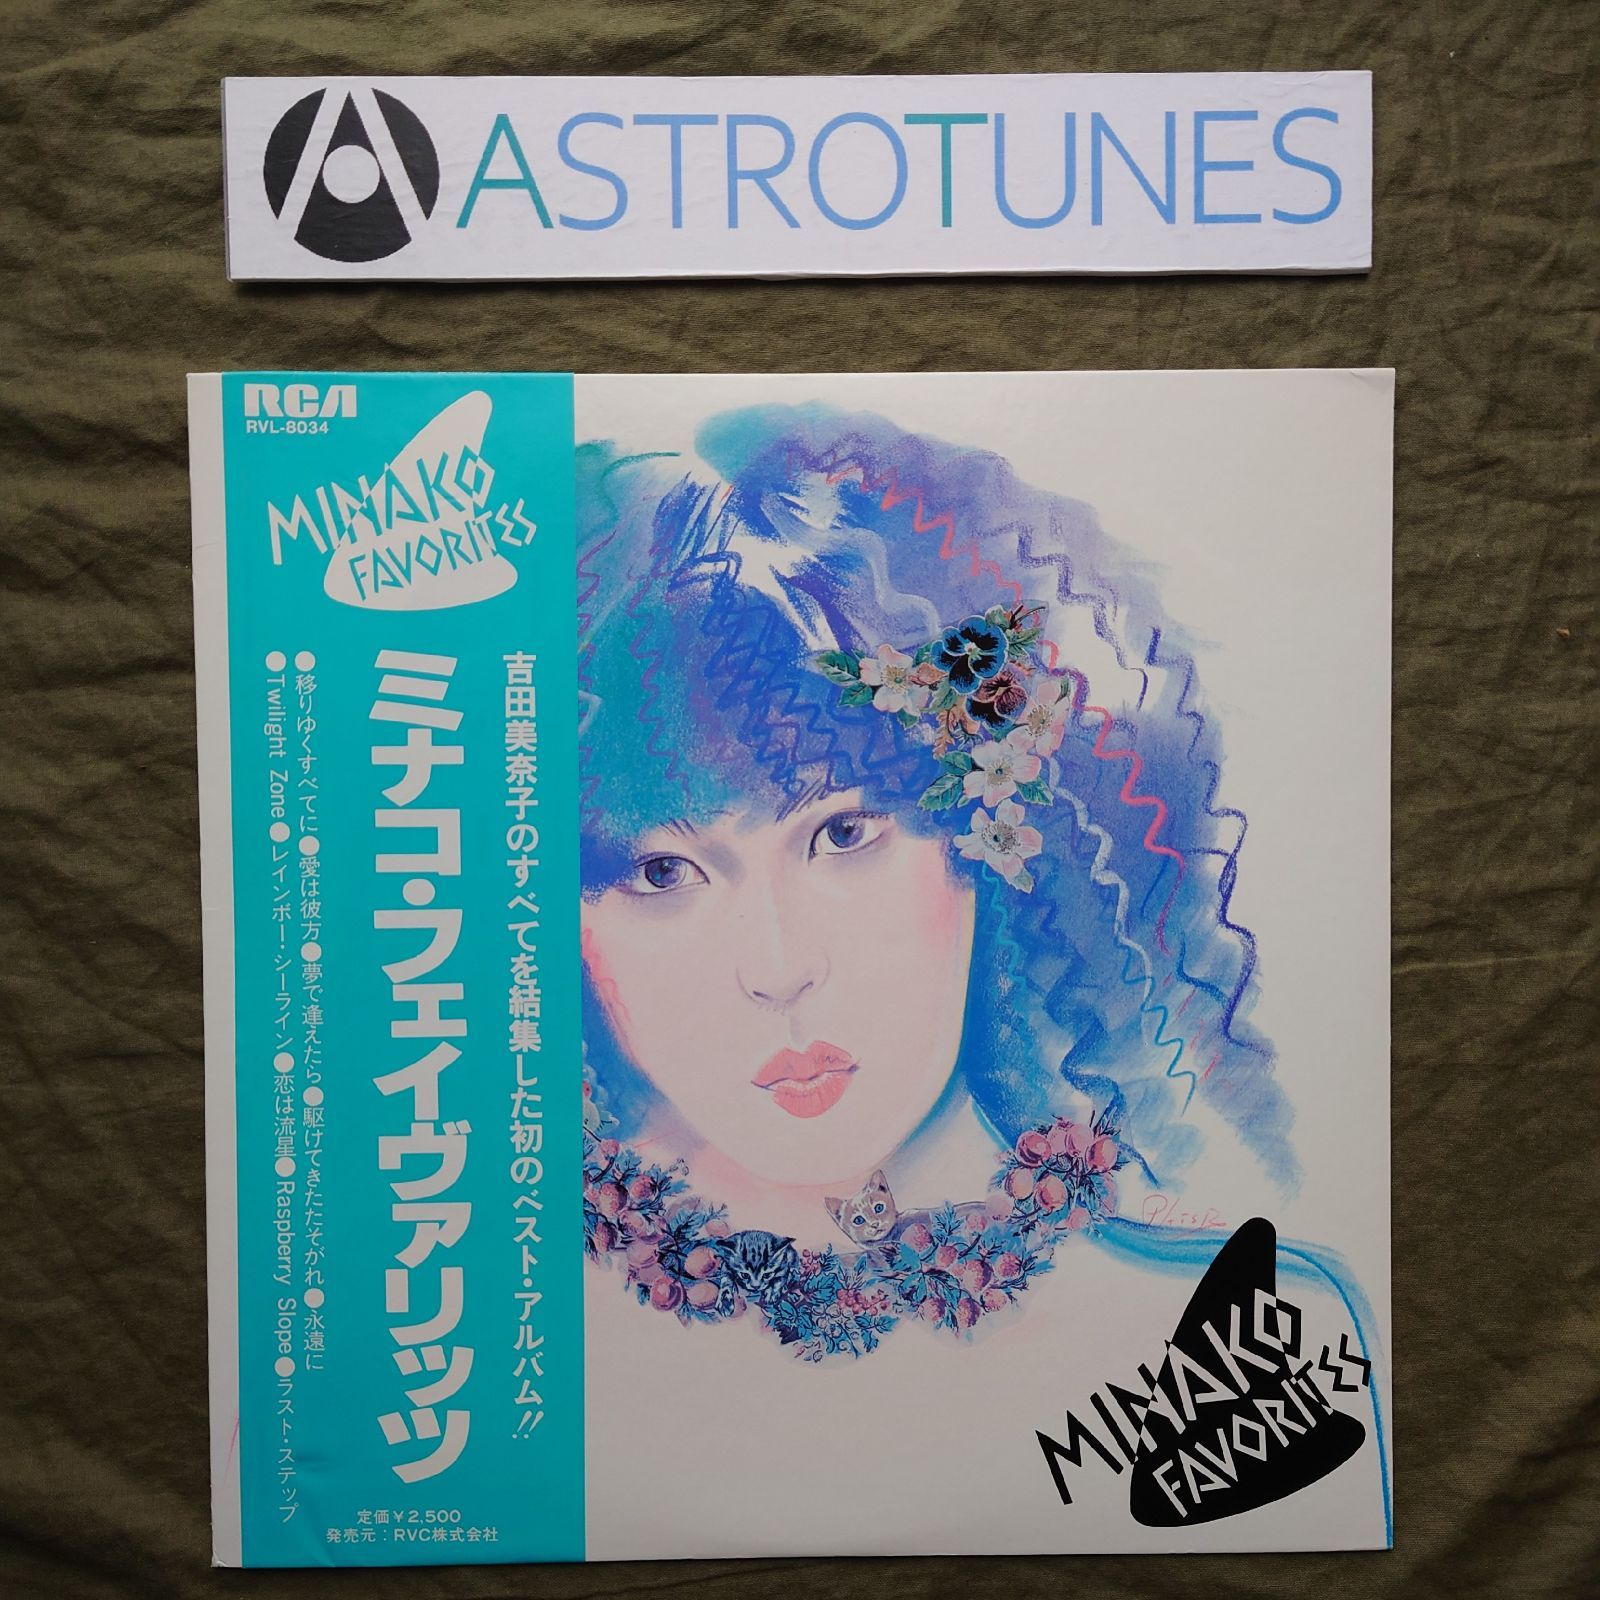 ASTROTUNES
RCA
RVL-8034
MINAKO
FAVORITES
吉田美奈子のすべてを結集した初のベスト・アルバム!!
ミナコ・フェイヴァリッツ
●移りゆくすべてに●愛は彼方●夢で逢えたら●駆けてきたたそがれ●永遠に
●Twilight Zone●レインボー・シーライン●恋は流星●Raspberry Slope●ラスト・ステップ
定価￥2,500
発売元：RVC株式会社
MINAKO
FAVORITES